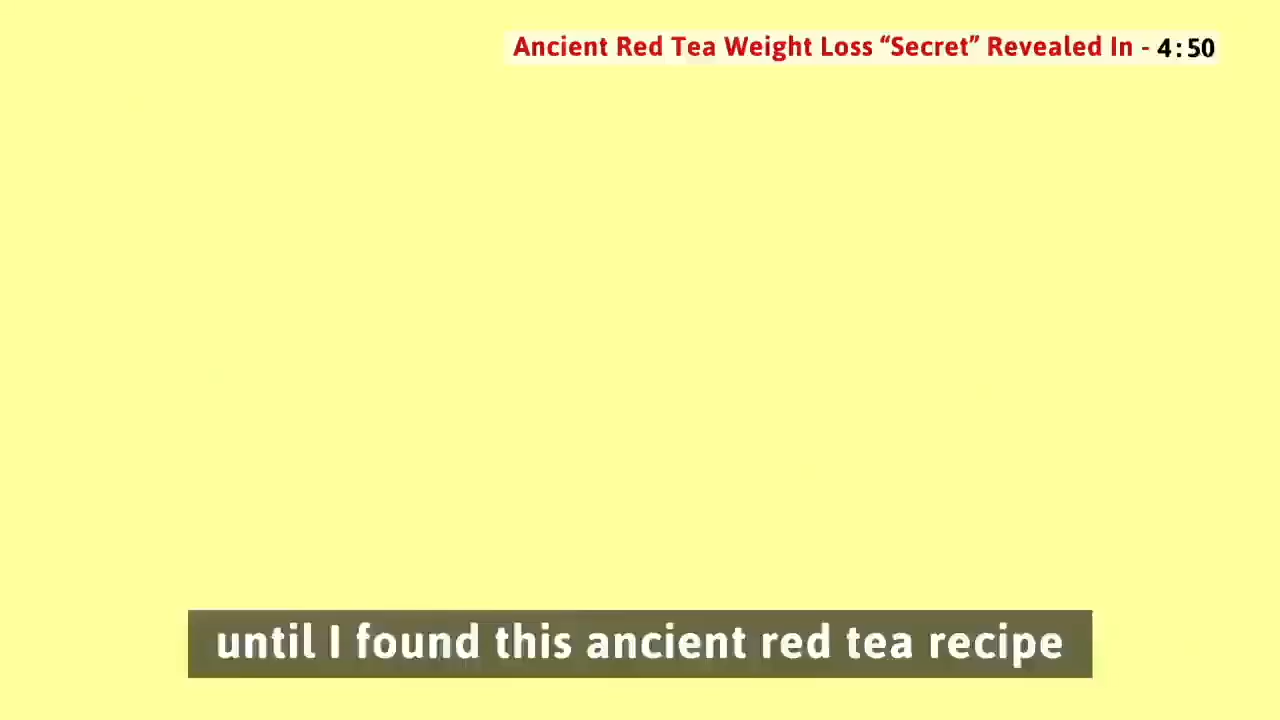 Ancient Red Tea Weight Loss “Secret” Revealed In - 4:50
until I found this ancient red tea recipe